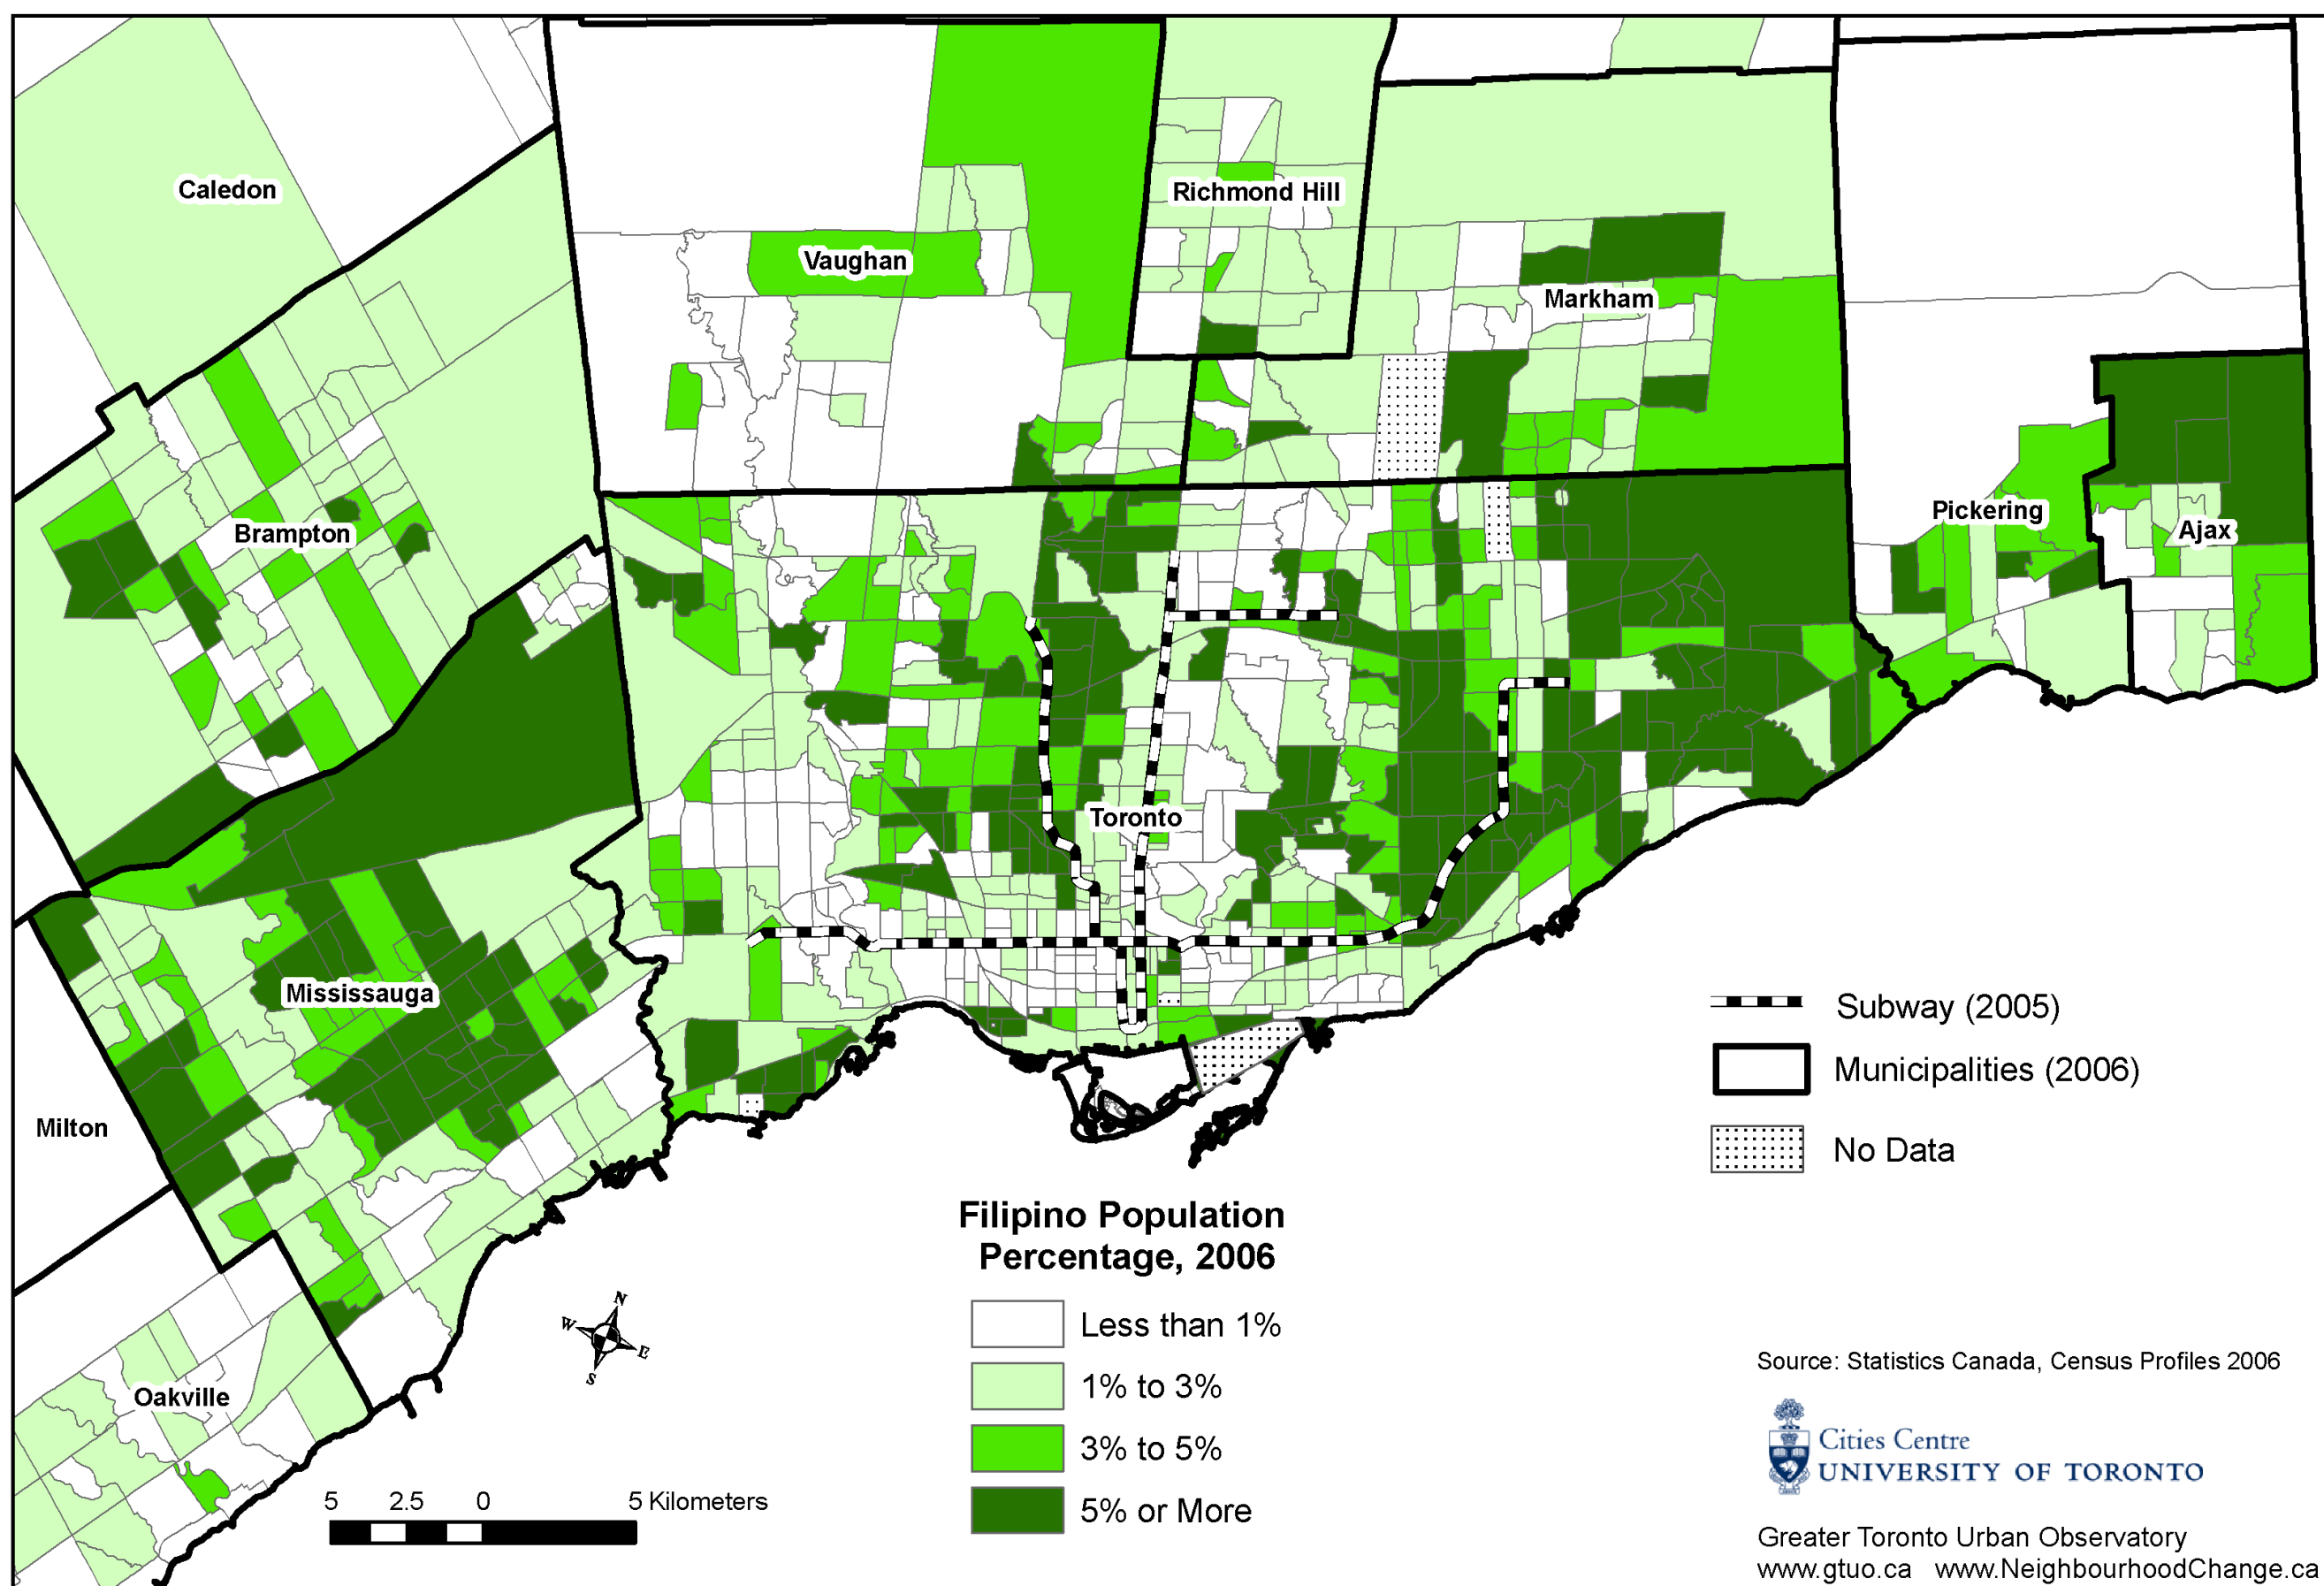 Caledon
Richmond Hill
Vaughan
Markham
Brampton
Pickering
Ajax
Toronto
Mississauga
Milton
Oakville
Subway (2005)
Municipalities (2006)
No Data
Filipino Population
Percentage, 2006
Less than 1%
1% to 3%
3% to 5%
5% or More
N
W
E
S
5 2.5 0 5 Kilometers
Source: Statistics Canada, Census Profiles 2006
Cities Centre
UNIVERSITY OF TORONTO
Greater Toronto Urban Observatory
www.gtuo.ca www.NeighbourhoodChange.ca